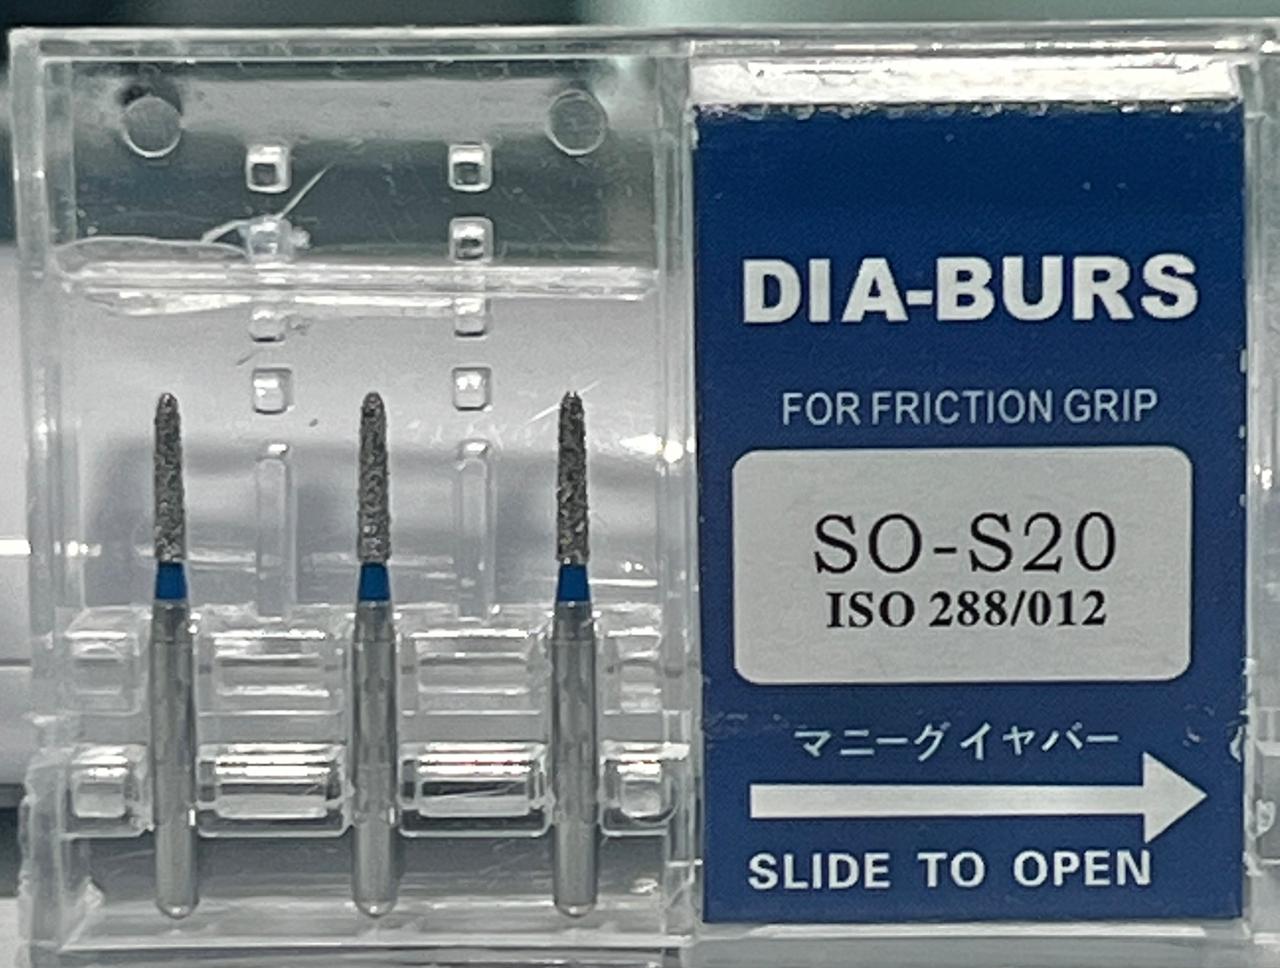 DIA-BURS
FOR FRICTION GRIP
SO-S20
ISO 288/012
マニーグイヤバー
SLIDE TO OPEN